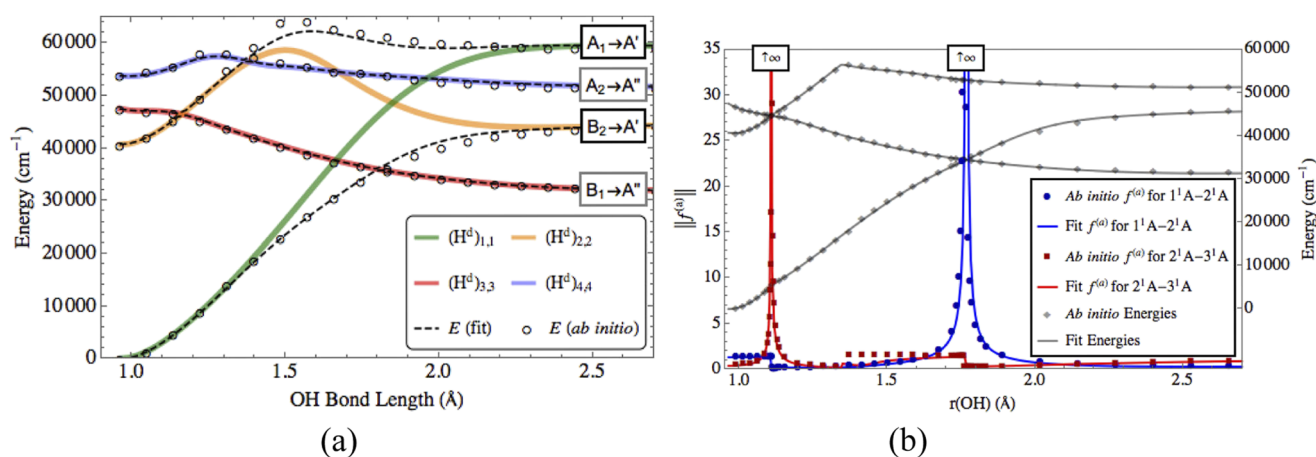 60000
50000
40000
30000
20000
10000
0
Energy (cm⁻¹)
1.0
1.5
2.0
2.5
OH Bond Length (Å)
A₁→A'
A₂→A''
B₂→A'
B₁→A''
(Hᵈ)₁,₁
(Hᵈ)₂,₂
(Hᵈ)₃,₃
(Hᵈ)₄,₄
E (fit)
E (ab initio)
(a)
35
30
25
20
15
10
5
0
||f⁽ᵃ⁾||
↑∞
↑∞
60000
50000
40000
30000
20000
10000
0
Energy (cm⁻¹)
Ab initio f⁽ᵃ⁾ for 1¹A–2¹A
Fit f⁽ᵃ⁾ for 1¹A–2¹A
Ab initio f⁽ᵃ⁾ for 2¹A–3¹A
Fit f⁽ᵃ⁾ for 2¹A–3¹A
Ab initio Energies
Fit Energies
1.0
1.5
2.0
2.5
r(OH) (Å)
(b)